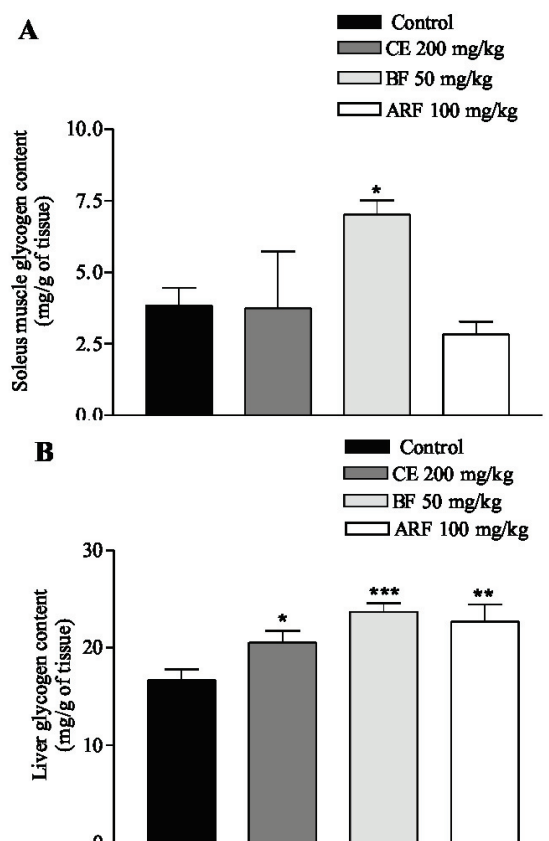 A
Control
CE 200 mg/kg
BF 50 mg/kg
ARF 100 mg/kg
Soleus muscle glycogen content
(mg/g of tissue)
10.0
7.5
5.0
2.5
0.0
*
B
Control
CE 200 mg/kg
BF 50 mg/kg
ARF 100 mg/kg
Liver glycogen content
(mg/g of tissue)
30
20
10
0
*
***
**